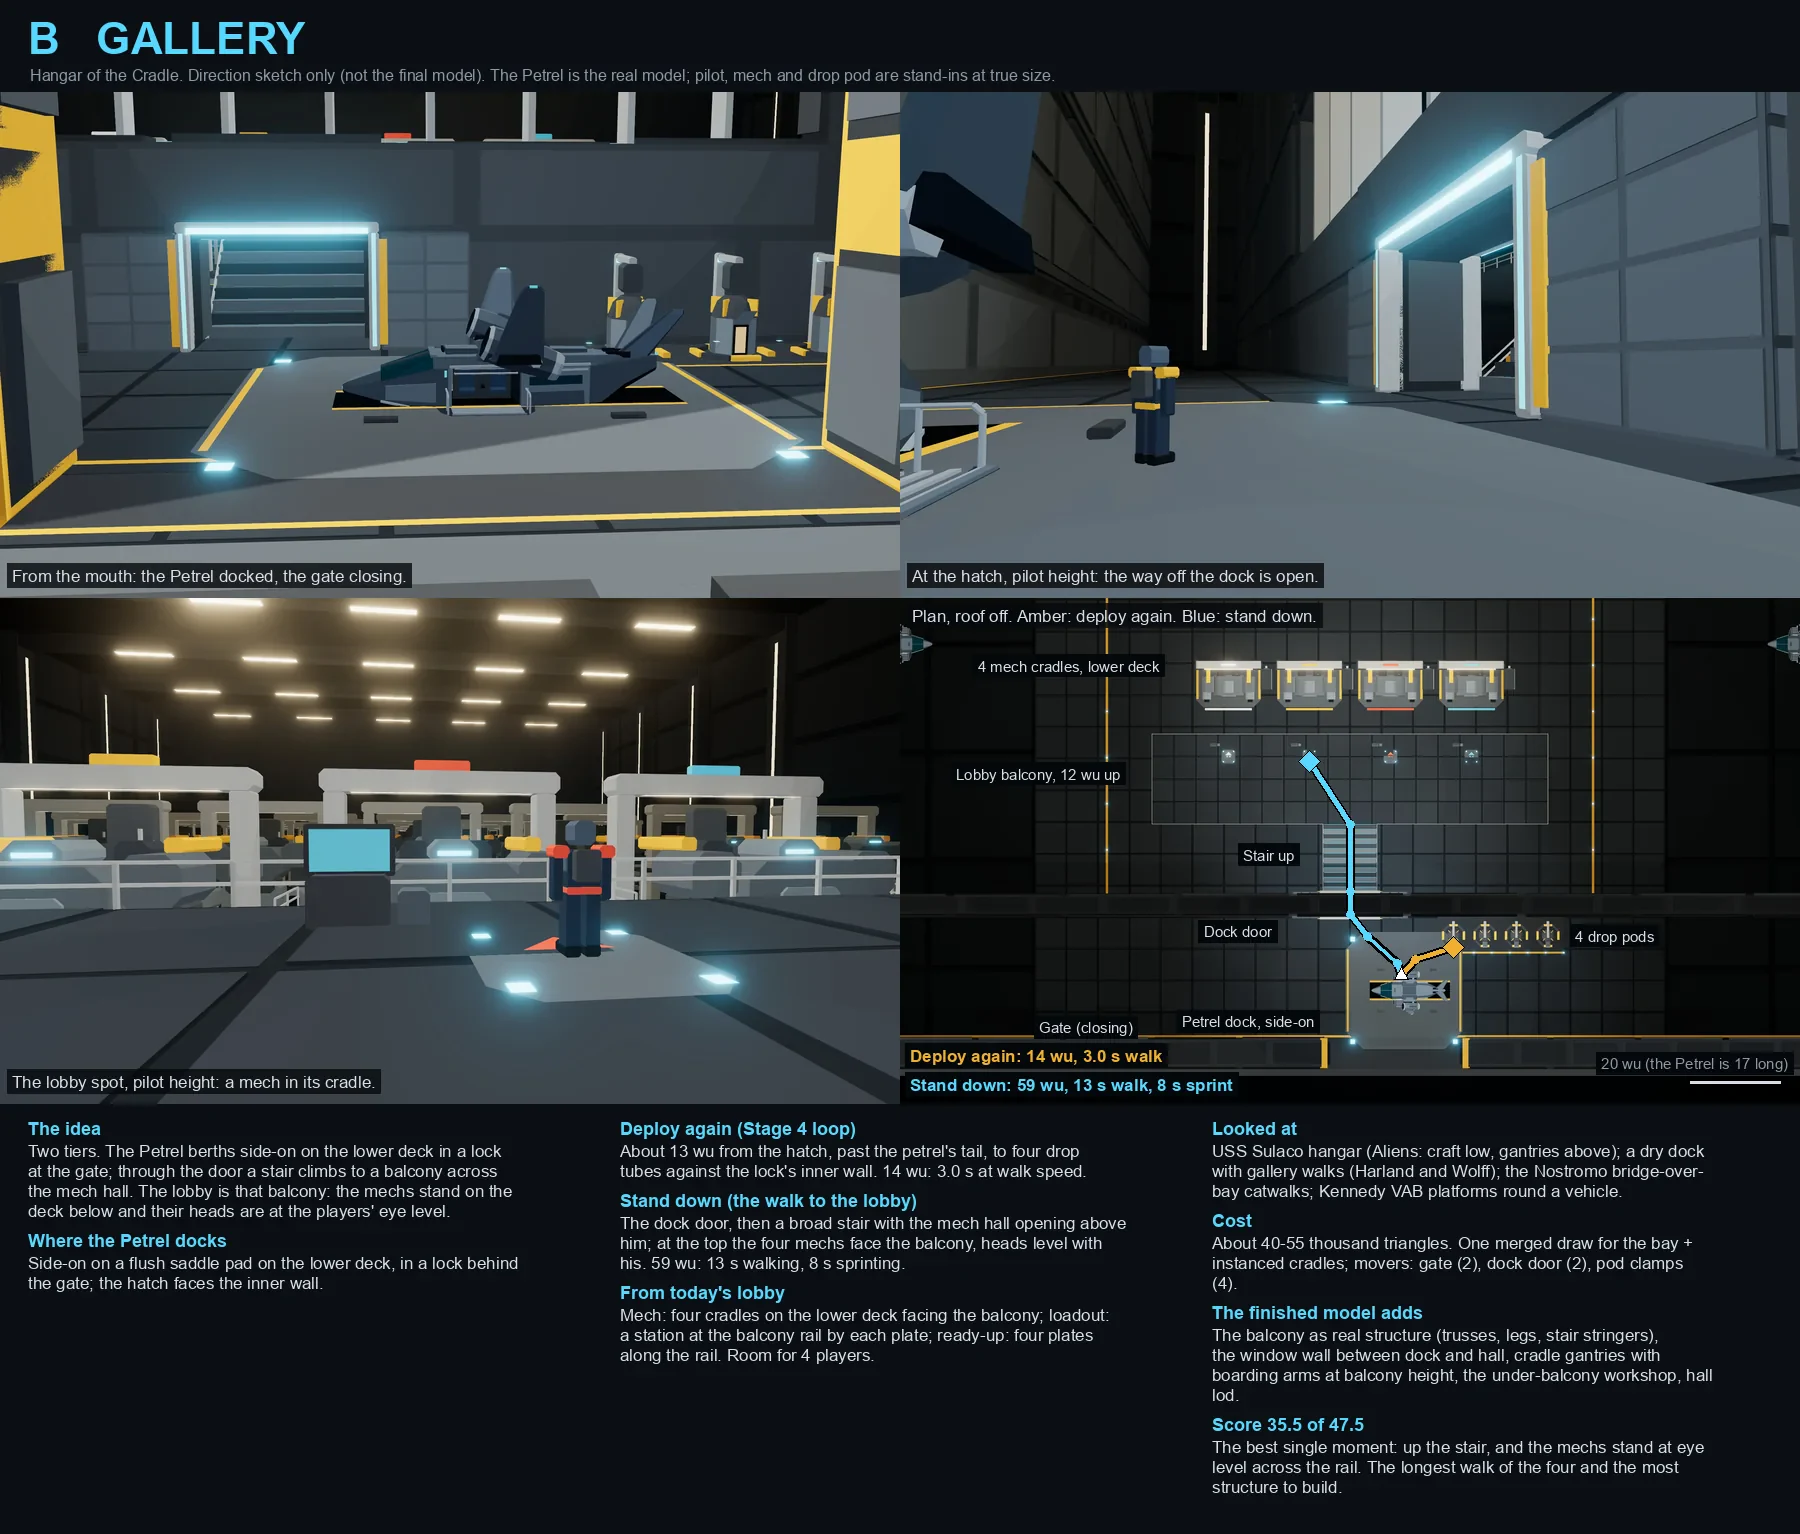 B GALLERY
Hangar of the Cradle. Direction sketch only (not the final model). The Petrel is the real model; pilot, mech and drop pod are stand-ins at true size.
From the mouth: the Petrel docked, the gate closing.
At the hatch, pilot height: the way off the dock is open.
The lobby spot, pilot height: a mech in its cradle.
Plan, roof off. Amber: deploy again. Blue: stand down.
4 mech cradles, lower deck
Lobby balcony, 12 wu up
Stair up
Dock door
4 drop pods
Petrel dock, side-on
Gate (closing)
Deploy again: 14 wu, 3.0 s walk
Stand down: 59 wu, 13 s walk, 8 s sprint
20 wu (the Petrel is 17 long)
The idea
Two tiers. The Petrel berths side-on on the lower deck in a lock
at the gate; through the door a stair climbs to a balcony across
the mech hall. The lobby is that balcony: the mechs stand on the
deck below and their heads are at the players' eye level.
Where the Petrel docks
Side-on on a flush saddle pad on the lower deck, in a lock behind
the gate; the hatch faces the inner wall.
Deploy again (Stage 4 loop)
About 13 wu from the hatch, past the petrel's tail, to four drop
tubes against the lock's inner wall. 14 wu: 3.0 s at walk speed.
Stand down (the walk to the lobby)
The dock door, then a broad stair with the mech hall opening above
him; at the top the four mechs face the balcony, heads level with
his. 59 wu: 13 s walking, 8 s sprinting.
From today's lobby
Mech: four cradles on the lower deck facing the balcony; loadout:
a station at the balcony rail by each plate; ready-up: four plates
along the rail. Room for 4 players.
Looked at
USS Sulaco hangar (Aliens: craft low, gantries above); a dry dock
with gallery walks (Harland and Wolff); the Nostromo bridge-over-
bay catwalks; Kennedy VAB platforms round a vehicle.
Cost
About 40-55 thousand triangles. One merged draw for the bay +
instanced cradles; movers: gate (2), dock door (2), pod clamps
(4).
The finished model adds
The balcony as real structure (trusses, legs, stair stringers),
the window wall between dock and hall, cradle gantries with
boarding arms at balcony height, the under-balcony workshop, hall
lod.
Score 35.5 of 47.5
The best single moment: up the stair, and the mechs stand at eye
level across the rail. The longest walk of the four and the most
structure to build.